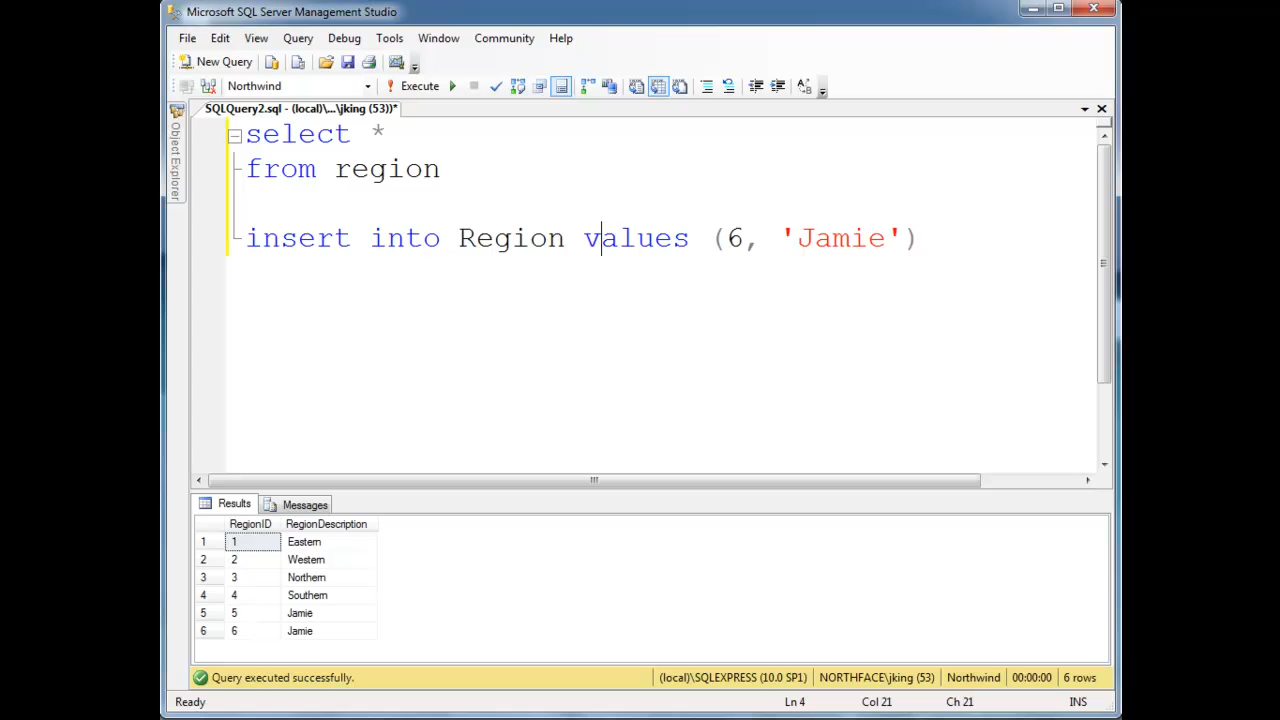 Microsoft SQL Server Management Studio
File Edit View Query Debug Tools Window Community Help
New Query
Northwind Execute
SQLQuery2.sql - (local)\...\jking (53))*
Object Explorer
select *
from region
insert into Region values (6, 'Jamie')
Results Messages
RegionID RegionDescription
1 1 Eastern
2 2 Western
3 3 Northern
4 4 Southern
5 5 Jamie
6 6 Jamie
Query executed successfully. (local)\SQLEXPRESS (10.0 SP1) NORTHFACE\jking (53) Northwind 00:00:00 6 rows
Ready Ln 4 Col 21 Ch 21 INS